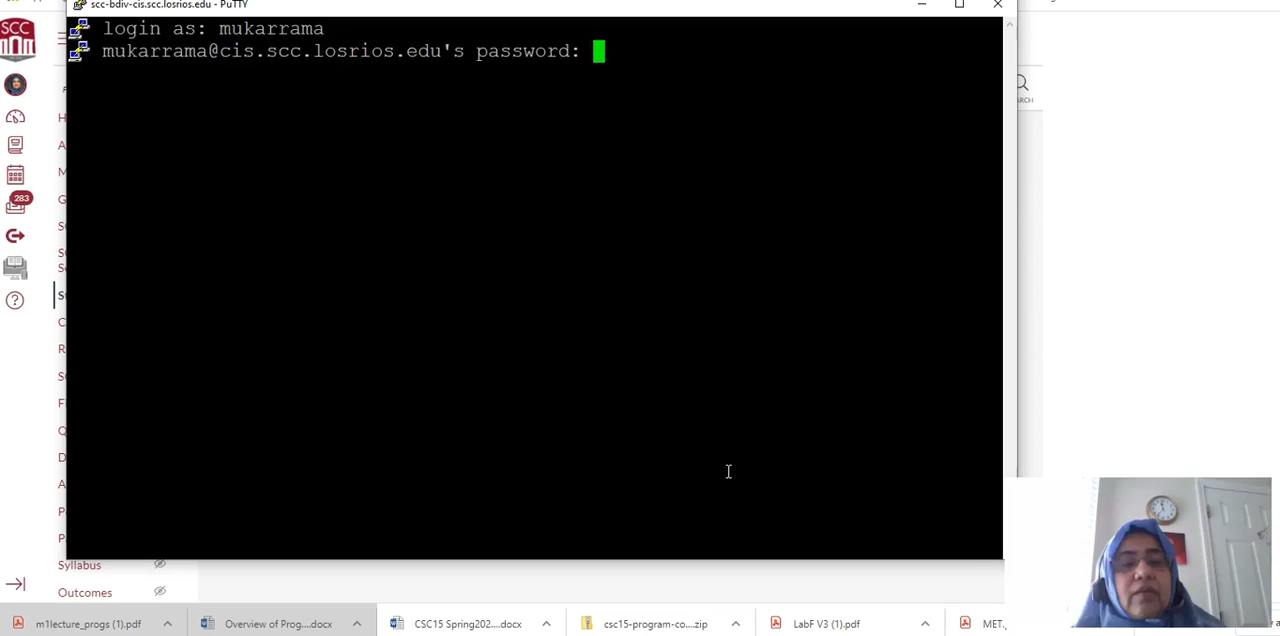 scc-bdiv-cis.scc.losrios.edu - PuTTY
SCC
login as: mukarrama
mukarrama@cis.scc.losrios.edu's password:
283
Syllabus
Outcomes
m1lecture_progs (1).pdf
Overview of Prog....docx
CSC15 Spring202....docx
csc15-program-co....zip
LabF V3 (1).pdf
MET.